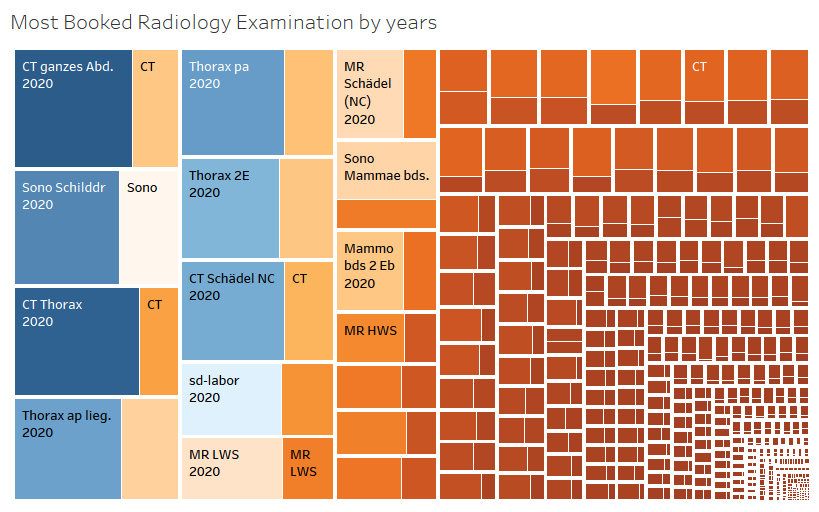 Most Booked Radiology Examination by years
CT ganzes Abd.
2020
CT
Sono Schilddr
2020
Sono
CT Thorax
2020
CT
Thorax ap lieg.
2020
Thorax pa
2020
Thorax 2E
2020
CT Schädel NC
2020
CT
sd-labor
2020
MR LWS
2020
MR
LWS
MR
Schädel
(NC)
2020
Sono
Mammae bds.
Mammo
bds 2 Eb
2020
MR HWS
CT